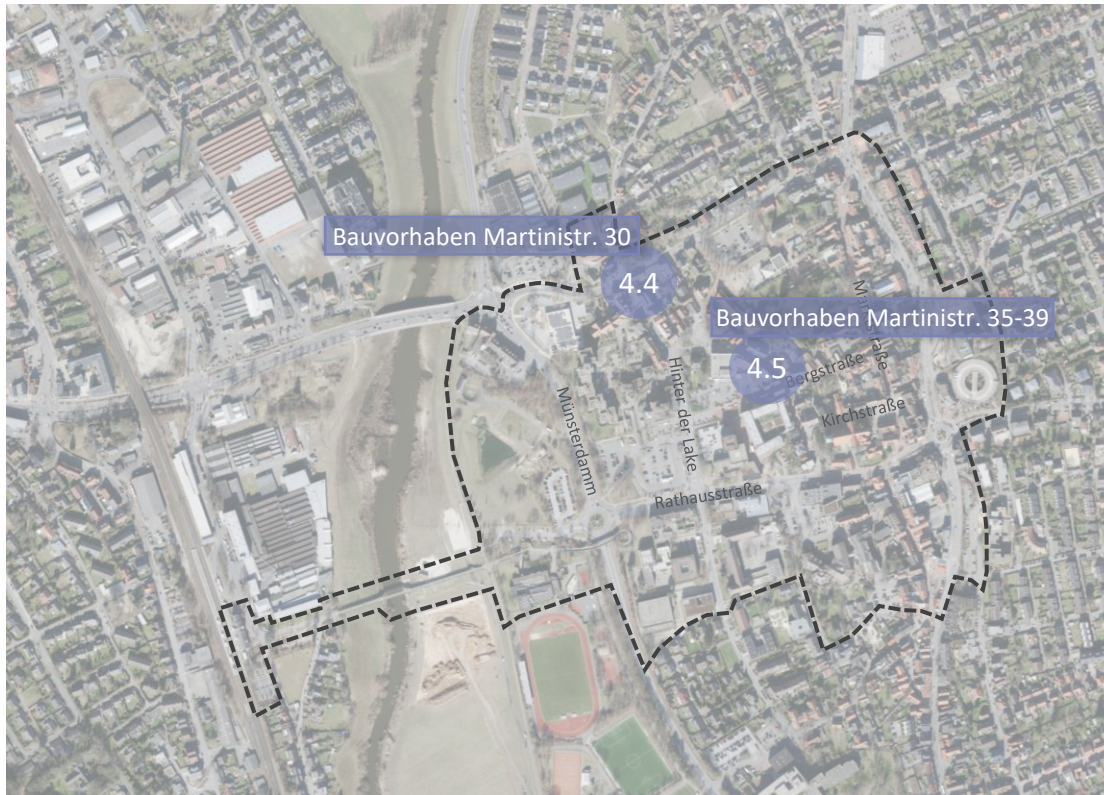 Bauvorhaben Martinistr. 30
4.4
Bauvorhaben Martinistr. 35-39
4.5
Bergstraße
Hinter der Lake
Münsterdamm
Kirchstraße
Rathausstraße